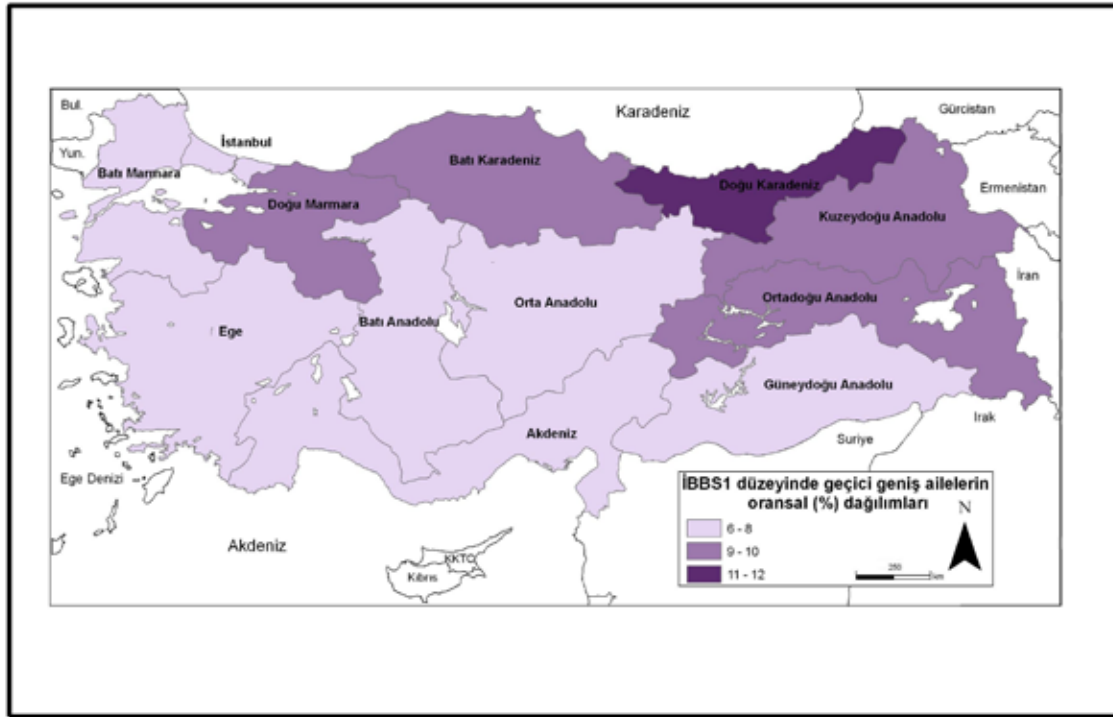 Karadeniz
Bul.
Gürcistan
İstanbul
Yun.
Batı Karadeniz
Batı Marmara
Doğu Karadeniz
Ermenistan
Doğu Marmara
Kuzeydoğu Anadolu
İran
Ortadoğu Anadolu
Orta Anadolu
Ege
Batı Anadolu
Güneydoğu Anadolu
Akdeniz
Irak
Suriye
Ege Denizi
Akdeniz
KKTC
Kıbrıs
İBBS1 düzeyinde geçici geniş ailelerin
oransal (%) dağılımları
N
6 - 8
9 - 10
11 - 12
250
km